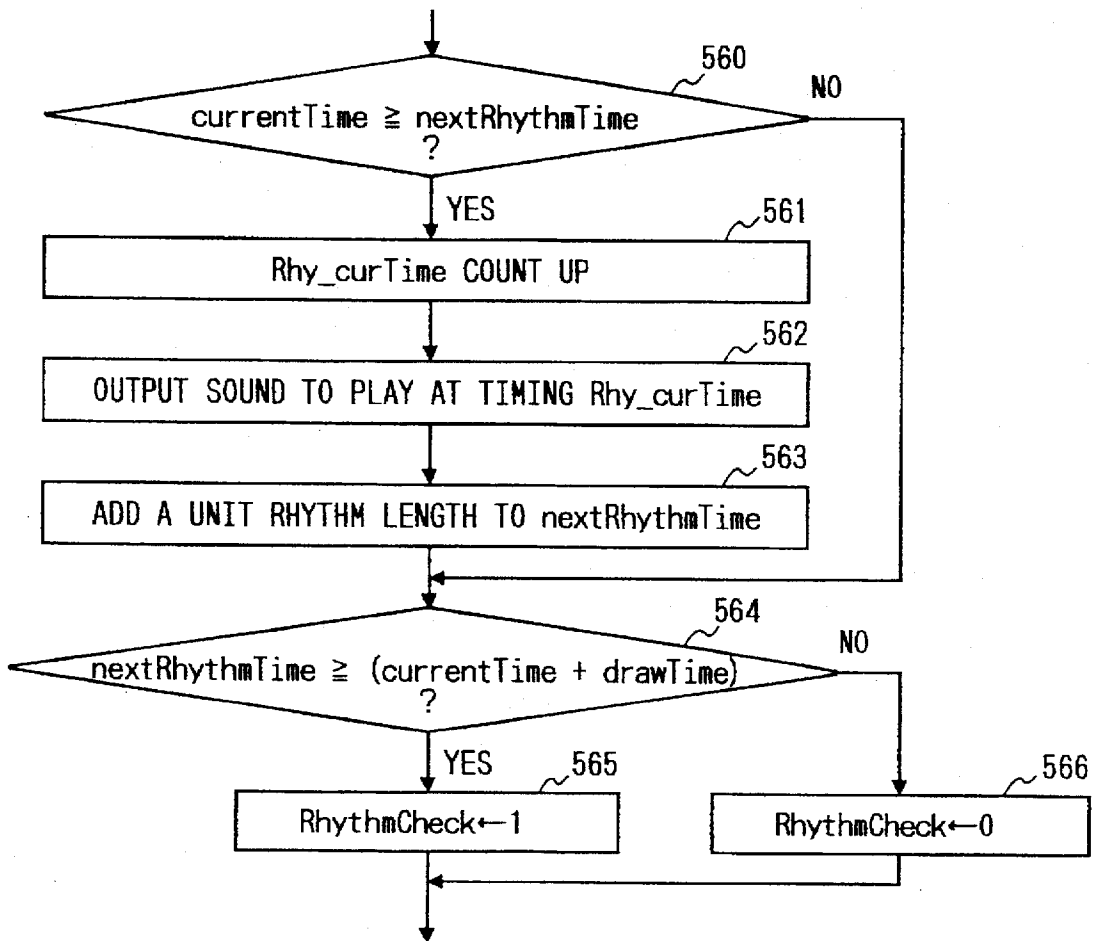 560
NO
currentTime ≧ nextRhythmTime
?
YES
561
Rhy_curTime COUNT UP
562
OUTPUT SOUND TO PLAY AT TIMING Rhy_curTime
563
ADD A UNIT RHYTHM LENGTH TO nextRhythmTime
564
NO
nextRhythmTime ≧ (currentTime + drawTime)
?
YES
565
566
RhythmCheck←1
RhythmCheck←0